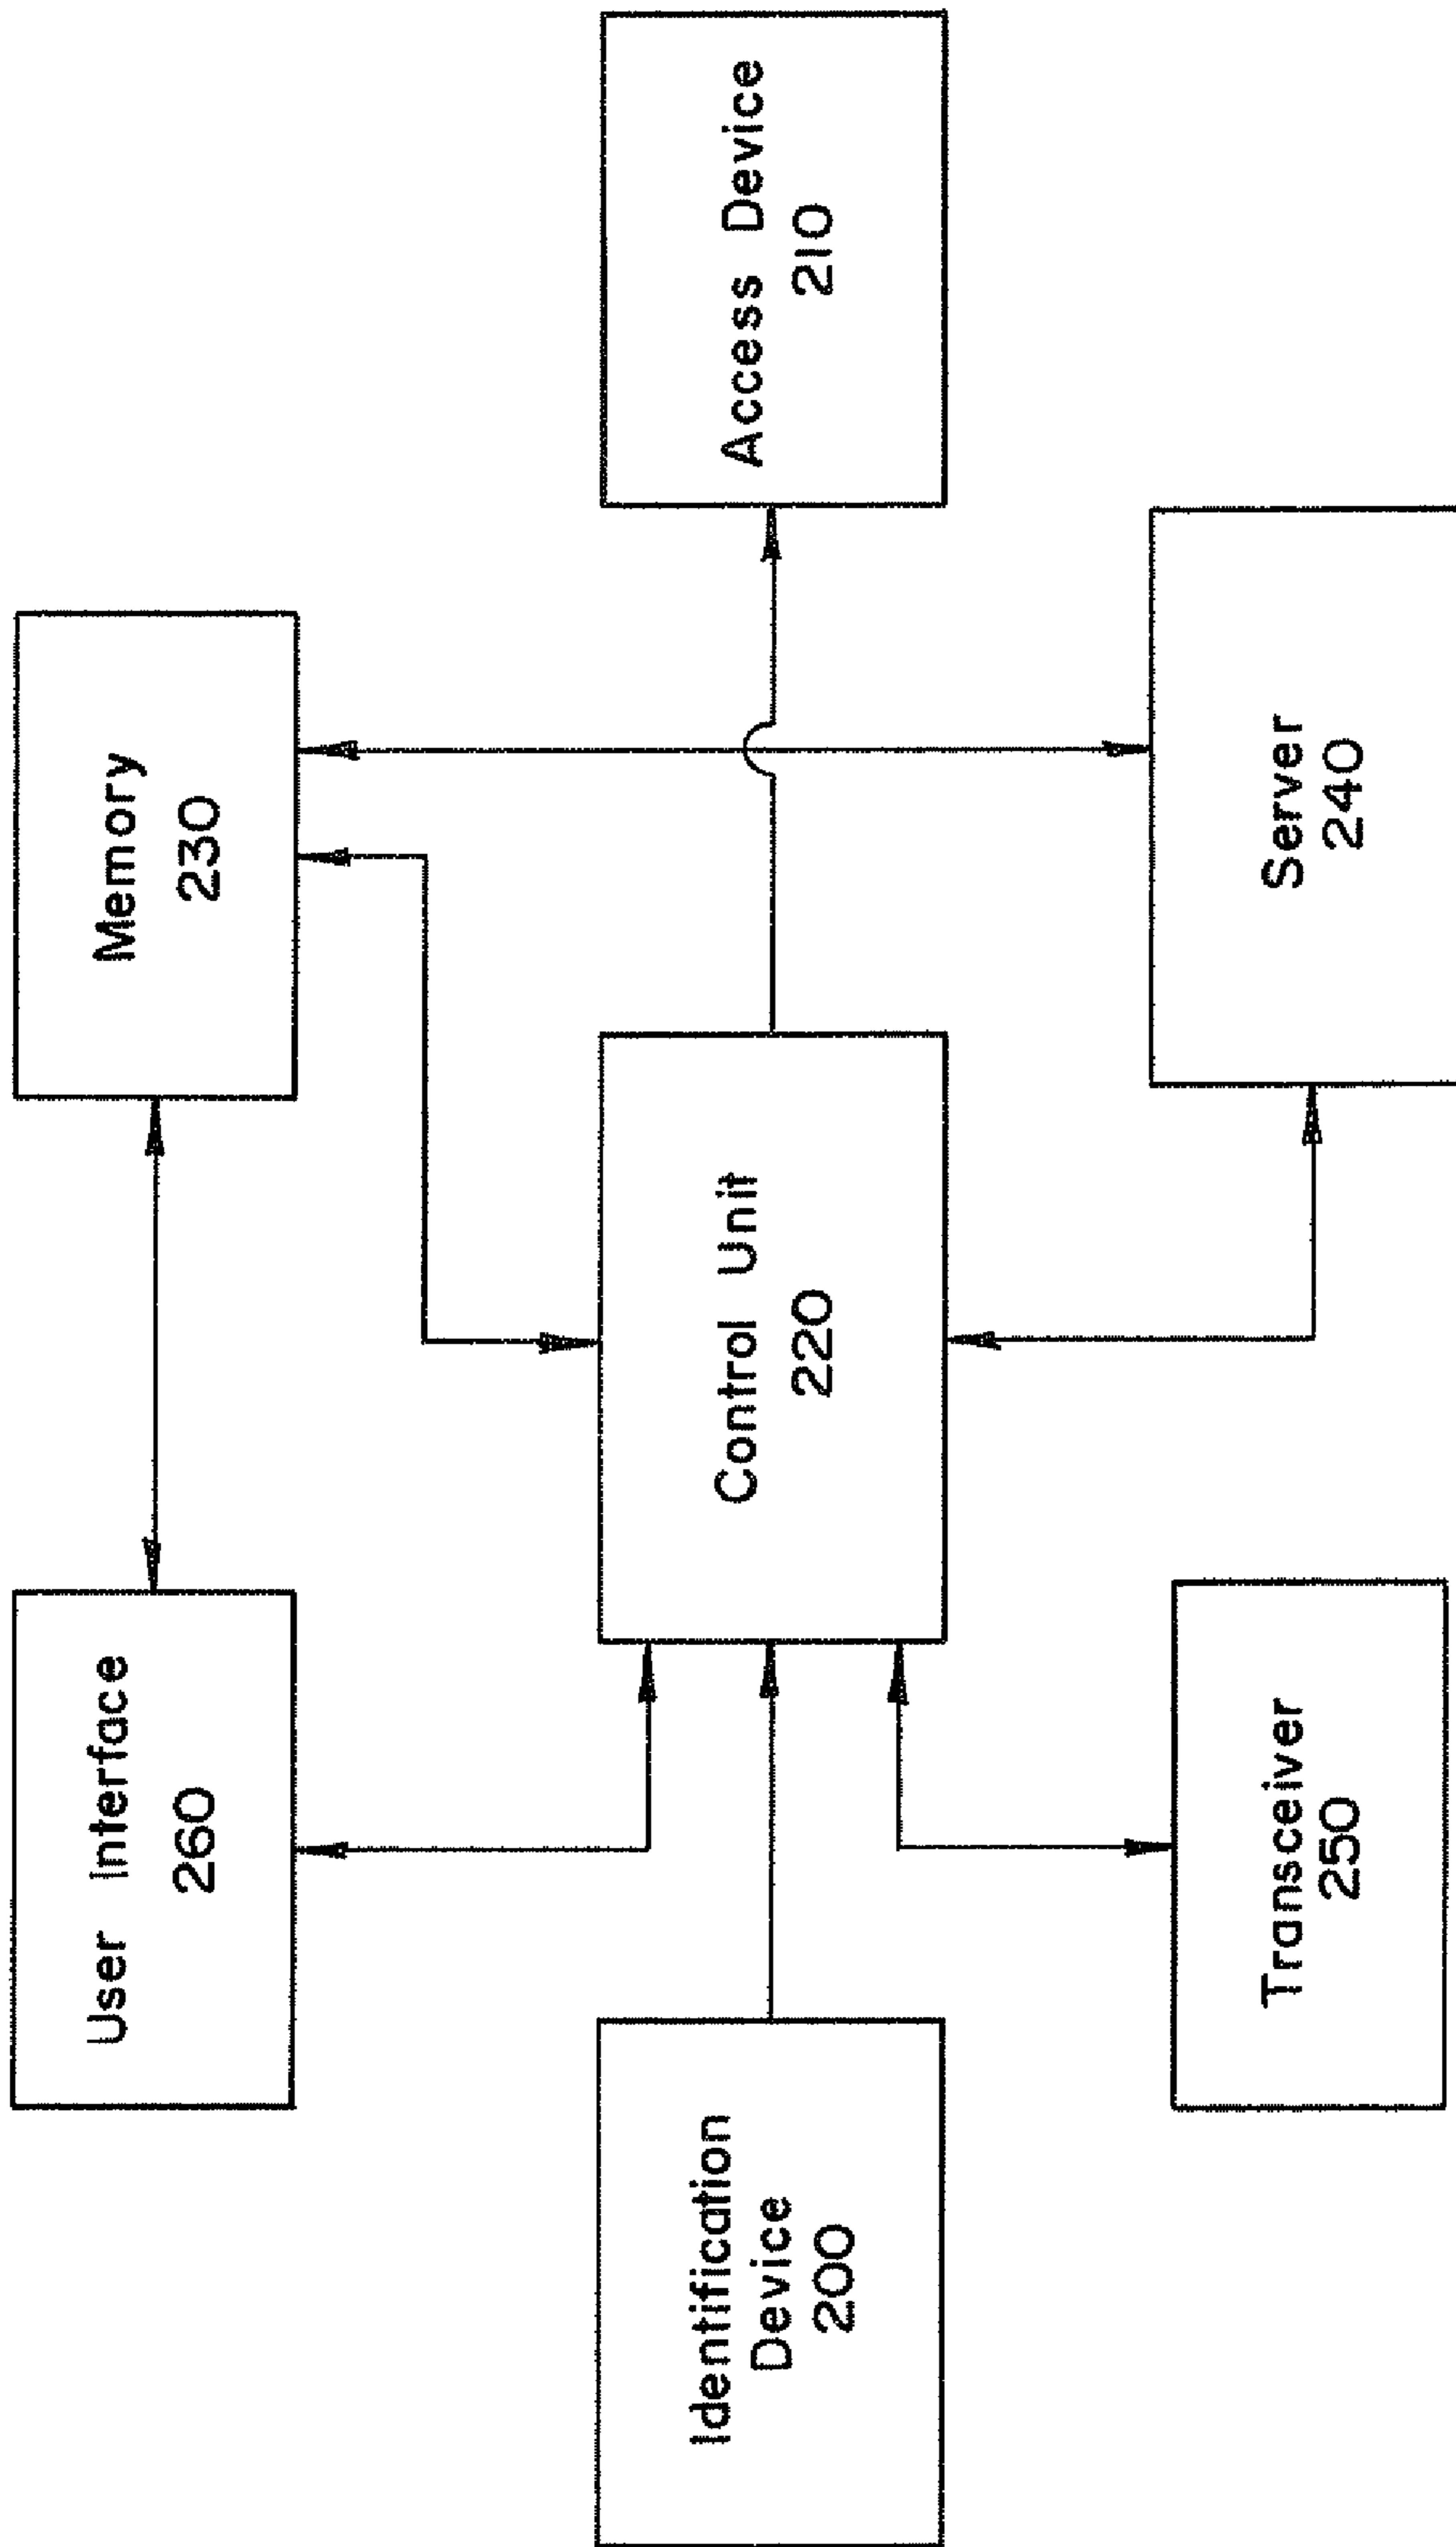 User Interface
260
Memory
230
Identification
Device
200
Control Unit
220
Access Device
210
Transceiver
250
Server
240